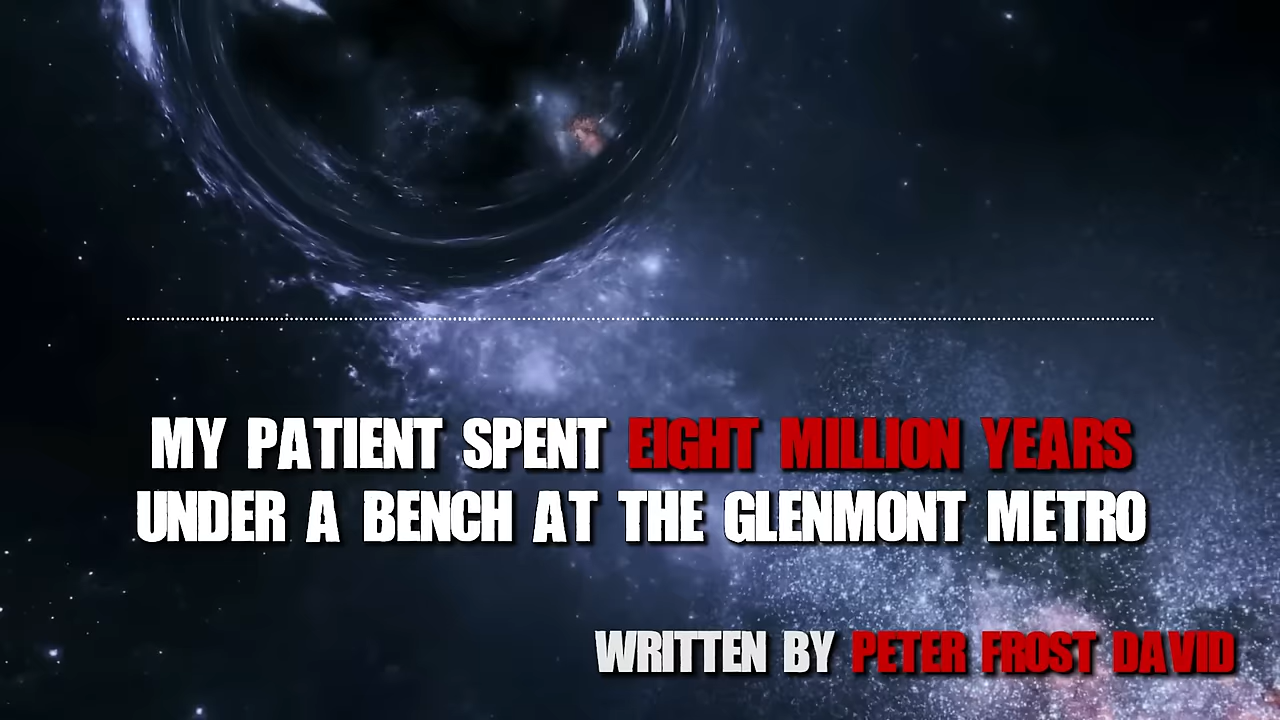 MY PATIENT SPENT EIGHT MILLION YEARS
UNDER A BENCH AT THE GLENMONT METRO
WRITTEN BY PETER FROST DAVID